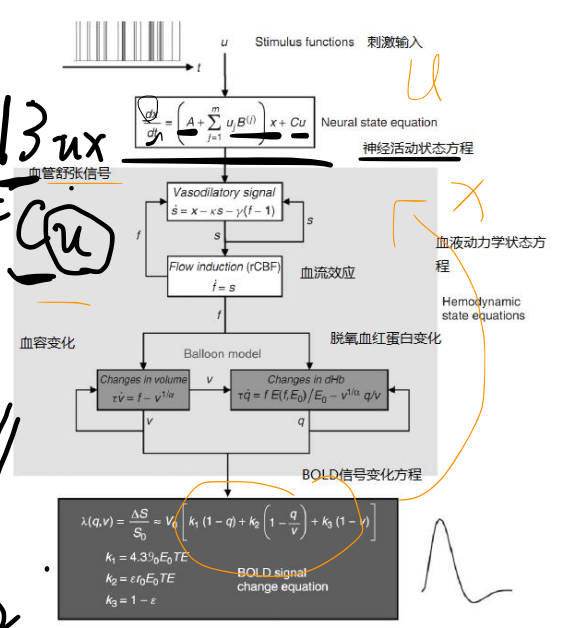 t
u Stimulus functions 刺激输入
u
dx/dt = (A + Σ_{j=1}^{m} u_j B^{(j)}) x + Cu Neural state equation
B ux
神经活动状态方程
血管舒张信号
= Cu
Vasodilatory signal
ṡ = x − κs − γ(f − 1)
x
f s s
血液动力学状态方
程
Flow induction (rCBF) 血流效应
ḟ = s
Hemodynamic
state equations
f
血容变化 脱氧血红蛋白变化
Balloon model
Changes in volume v Changes in dHb
τv̇ = f − v^{1/α} τq̇ = f E(f,E₀)/E₀ − v^{1/α} q/v
v q
BOLD信号变化方程
λ(q,v) = ΔS/S₀ ≈ V₀ [k₁ (1 − q) + k₂ (1 − q/v) + k₃ (1 − v)]
k₁ = 4.3ϑ₀E₀TE
k₂ = εr₀E₀TE
BOLD signal
change equation
k₃ = 1 − ε